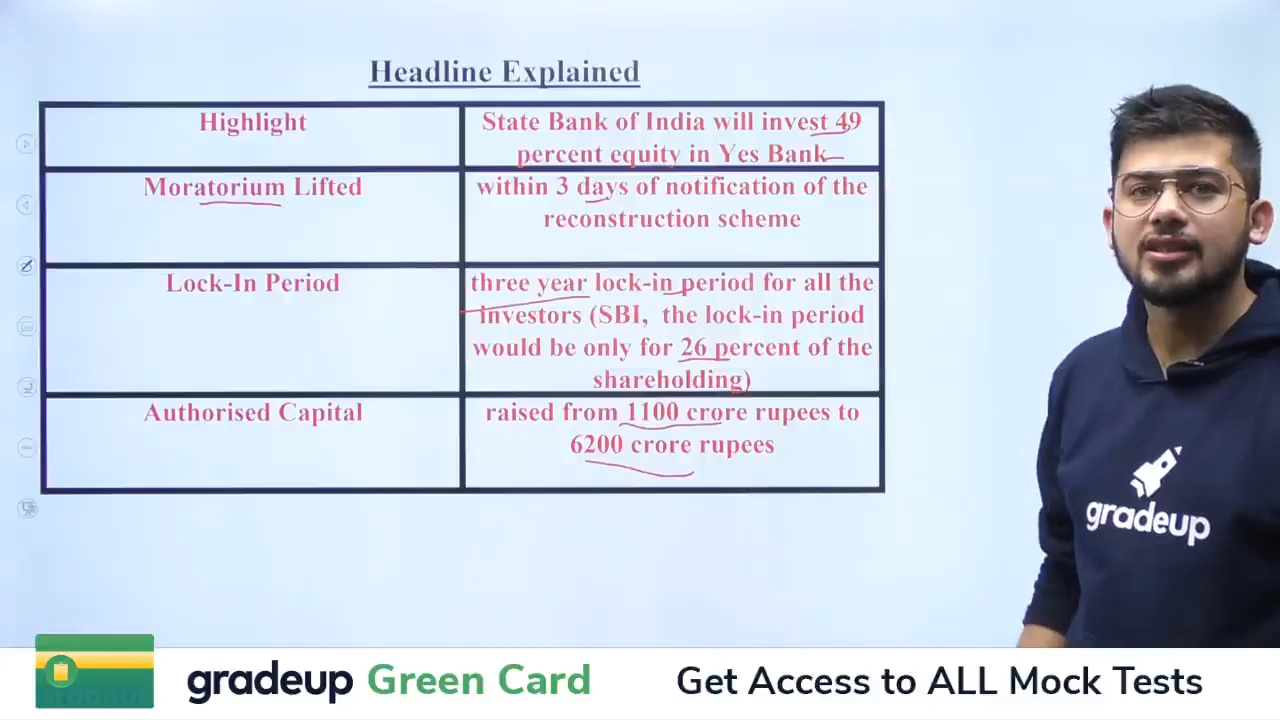 Headline Explained
Highlight
State Bank of India will invest 49
percent equity in Yes Bank
Moratorium Lifted
within 3 days of notification of the
reconstruction scheme
Lock-In Period
three year lock-in period for all the
investors (SBI, the lock-in period
would be only for 26 percent of the
shareholding)
Authorised Capital
raised from 1100 crore rupees to
6200 crore rupees
gradeup
gradeup Green Card
Get Access to ALL Mock Tests